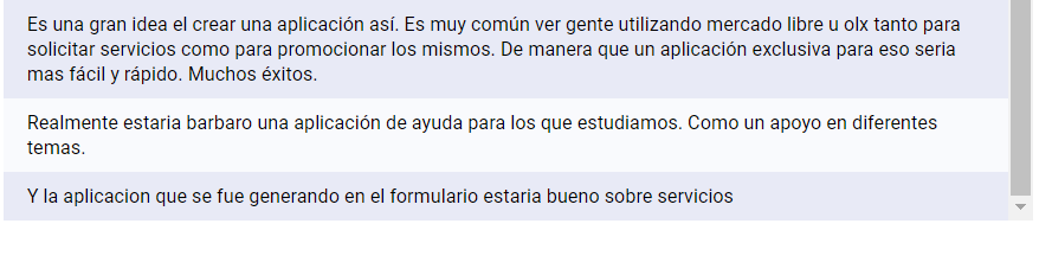 Es una gran idea el crear una aplicación así. Es muy común ver gente utilizando mercado libre u olx tanto para
solicitar servicios como para promocionar los mismos. De manera que un aplicación exclusiva para eso seria
mas fácil y rápido. Muchos éxitos.
Realmente estaria barbaro una aplicación de ayuda para los que estudiamos. Como un apoyo en diferentes
temas.
Y la aplicacion que se fue generando en el formulario estaria bueno sobre servicios